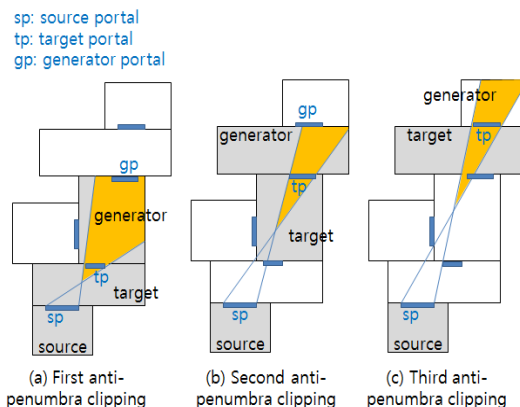 sp: source portal
tp: target portal
gp: generator portal
gp
generator
tp
target
sp
source
(a) First anti-
penumbra clipping
generator
gp
tp
target
sp
source
(b) Second anti-
penumbra clipping
generator
target
tp
sp
source
(c) Third anti-
penumbra clipping